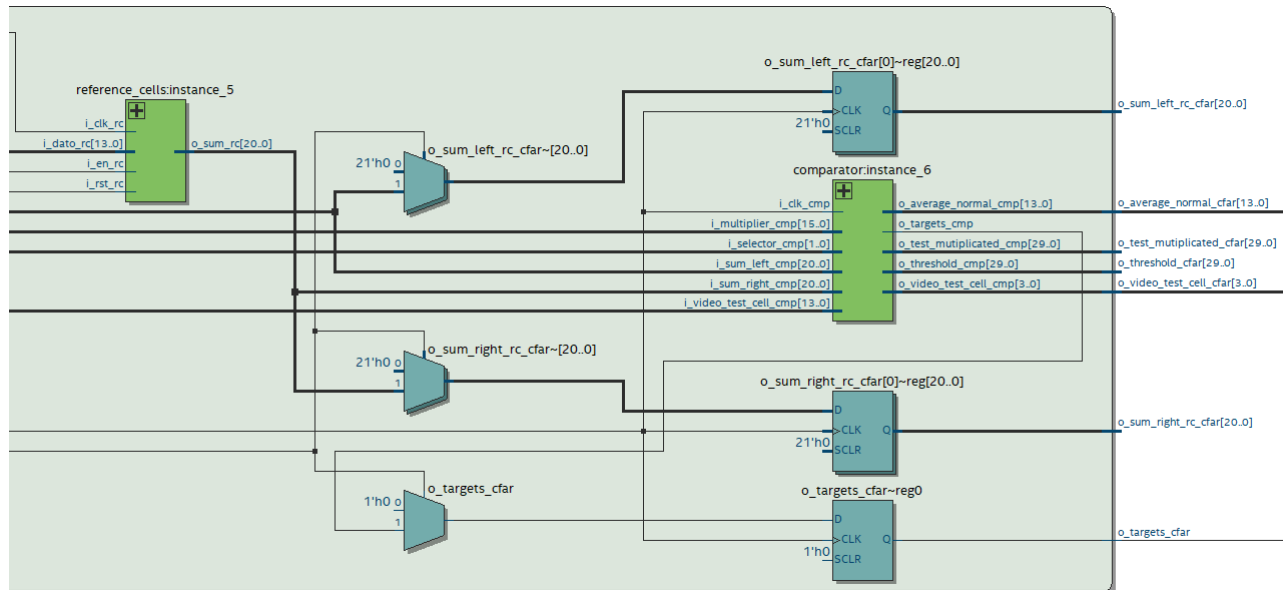 reference_cells:instance_5
i_clk_rc
i_dato_rc[13..0]
i_en_rc
i_rst_rc
o_sum_rc[20..0]
o_sum_left_rc_cfar~[20..0]
21'h0 0
1
o_sum_left_rc_cfar[0]~reg[20..0]
D
CLK
21'h0 SCLR
Q
o_sum_left_rc_cfar[20..0]
comparator:instance_6
i_clk_cmp
i_multiplier_cmp[15..0]
i_selector_cmp[1..0]
i_sum_left_cmp[20..0]
i_sum_right_cmp[20..0]
i_video_test_cell_cmp[13..0]
o_average_normal_cmp[13..0]
o_targets_cmp
o_test_mutiplicated_cmp[29..0]
o_threshold_cmp[29..0]
o_video_test_cell_cmp[3..0]
o_average_normal_cfar[13..0]
o_test_mutiplicated_cfar[29..0]
o_threshold_cfar[29..0]
o_video_test_cell_cfar[3..0]
o_sum_right_rc_cfar~[20..0]
21'h0 0
1
o_sum_right_rc_cfar[0]~reg[20..0]
D
CLK
21'h0 SCLR
Q
o_sum_right_rc_cfar[20..0]
o_targets_cfar
1'h0 0
1
o_targets_cfar~reg0
D
CLK
1'h0 SCLR
Q
o_targets_cfar